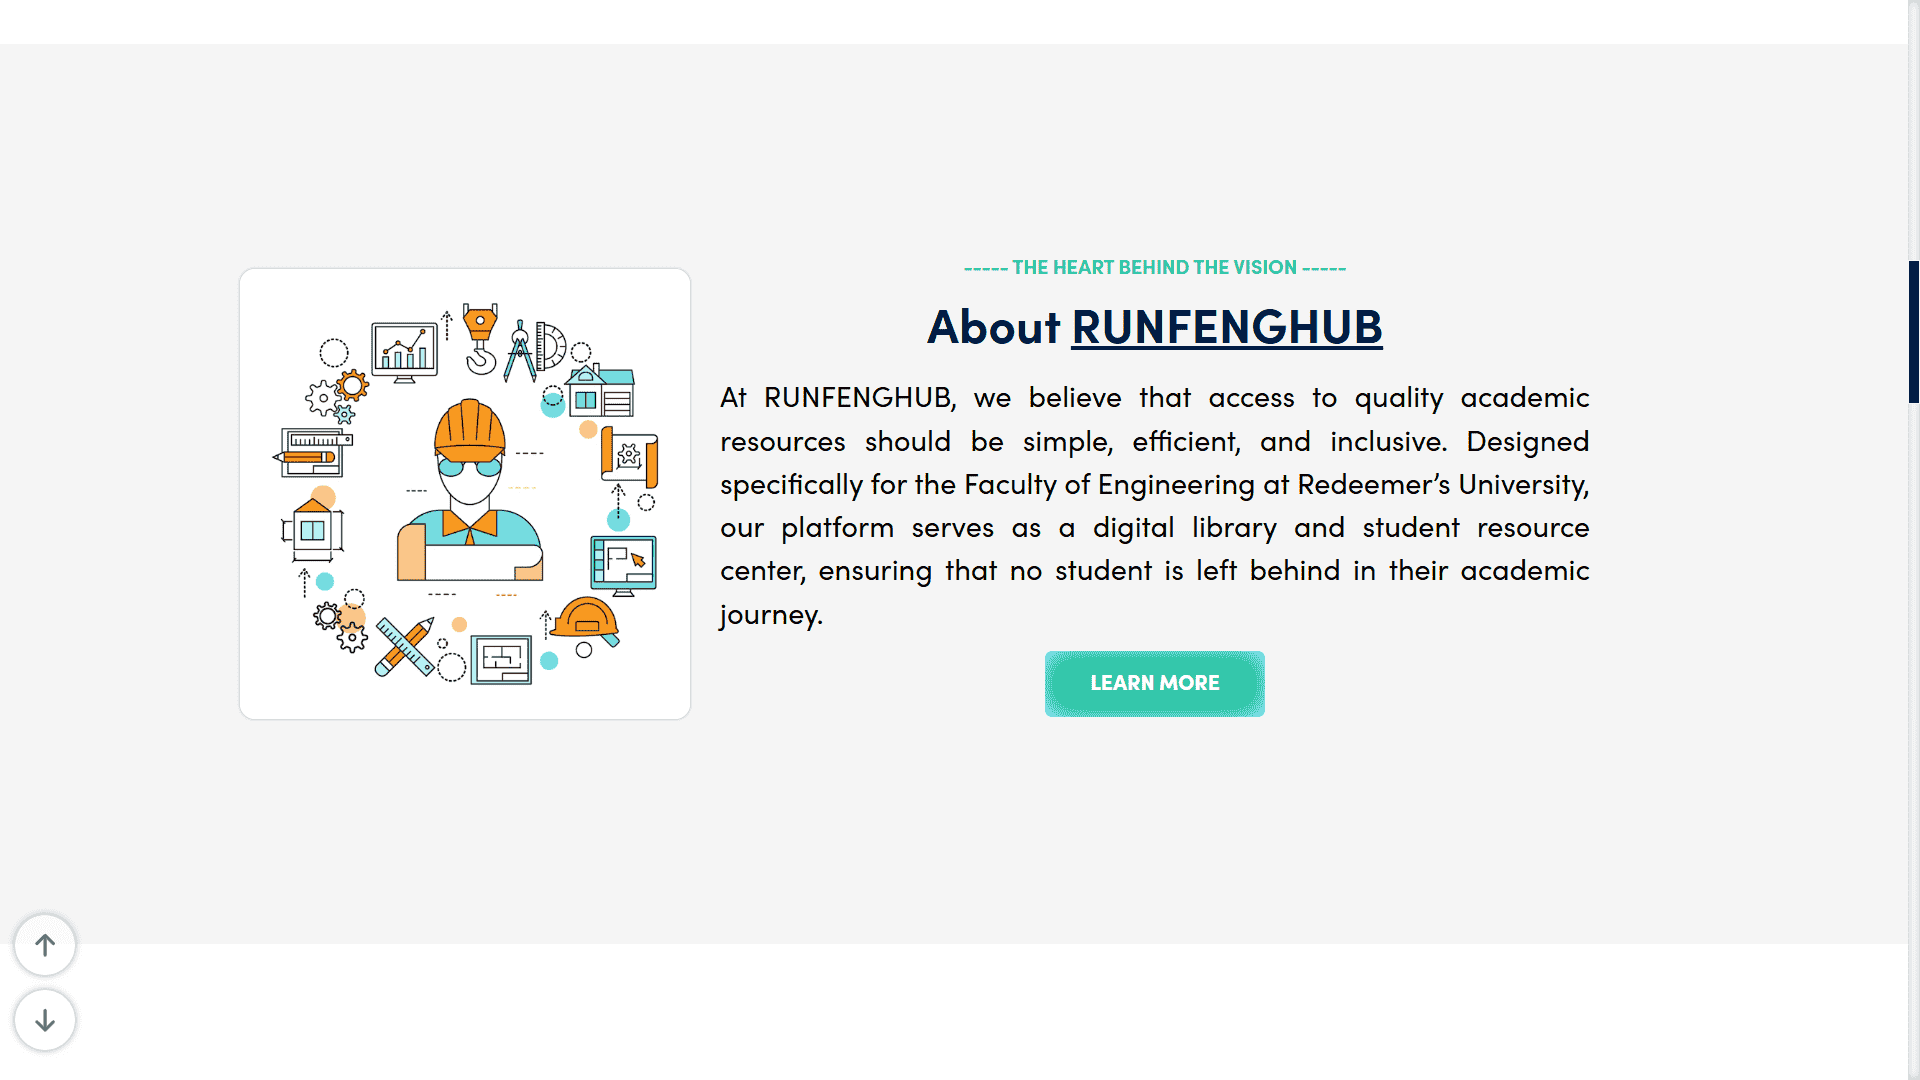 ----- THE HEART BEHIND THE VISION -----
About RUNFENGHUB
At RUNFENGHUB, we believe that access to quality academic
resources should be simple, efficient, and inclusive. Designed
specifically for the Faculty of Engineering at Redeemer’s University,
our platform serves as a digital library and student resource
center, ensuring that no student is left behind in their academic
journey.
LEARN MORE